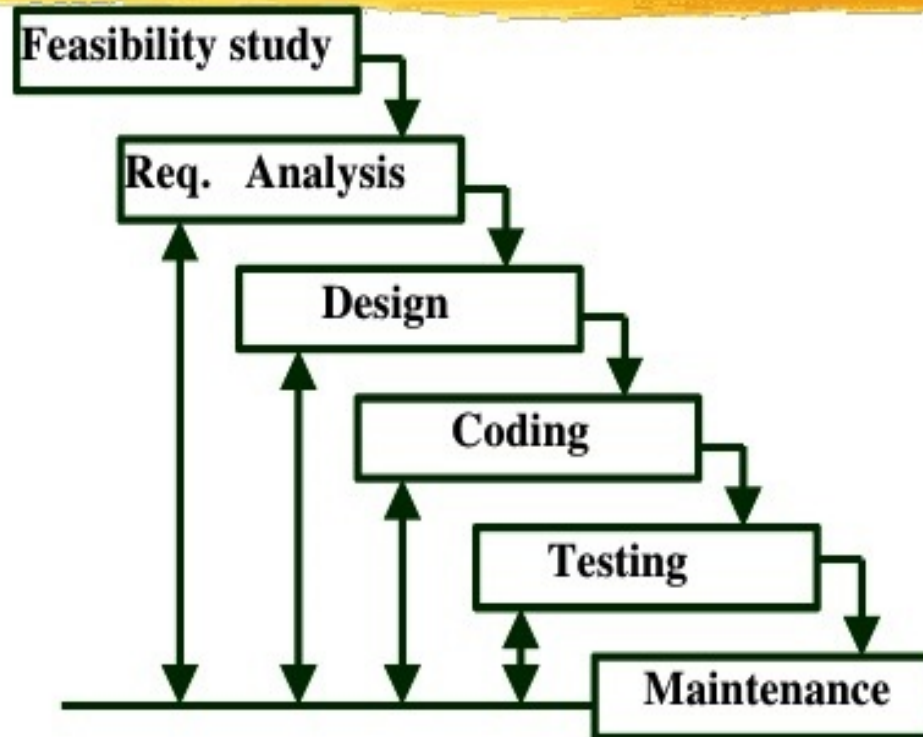 Feasibility study
Req. Analysis
Design
Coding
Testing
Maintenance